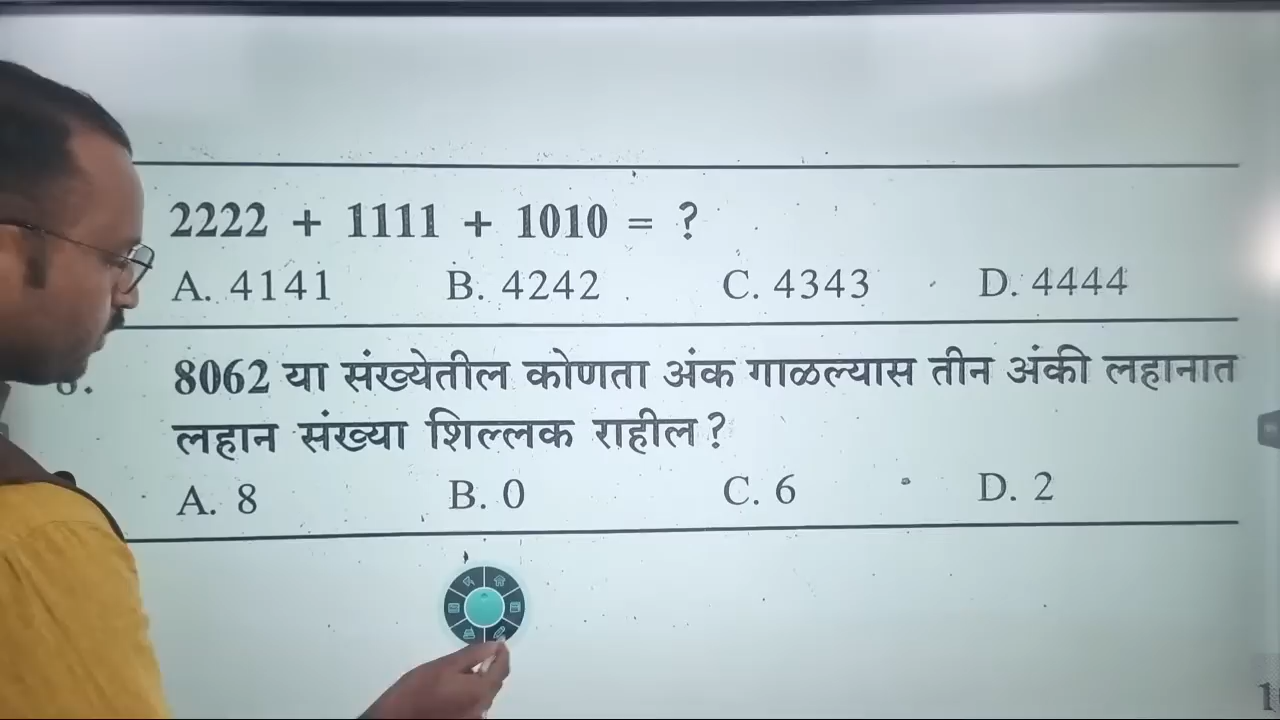 2222 + 1111 + 1010 = ?
A. 4141 B. 4242 C. 4343 D. 4444
8062 या संख्येतील कोणता अंक गाळल्यास तीन अंकी लहानात
लहान संख्या शिल्लक राहील ?
A. 8 B. 0 C. 6 D. 2